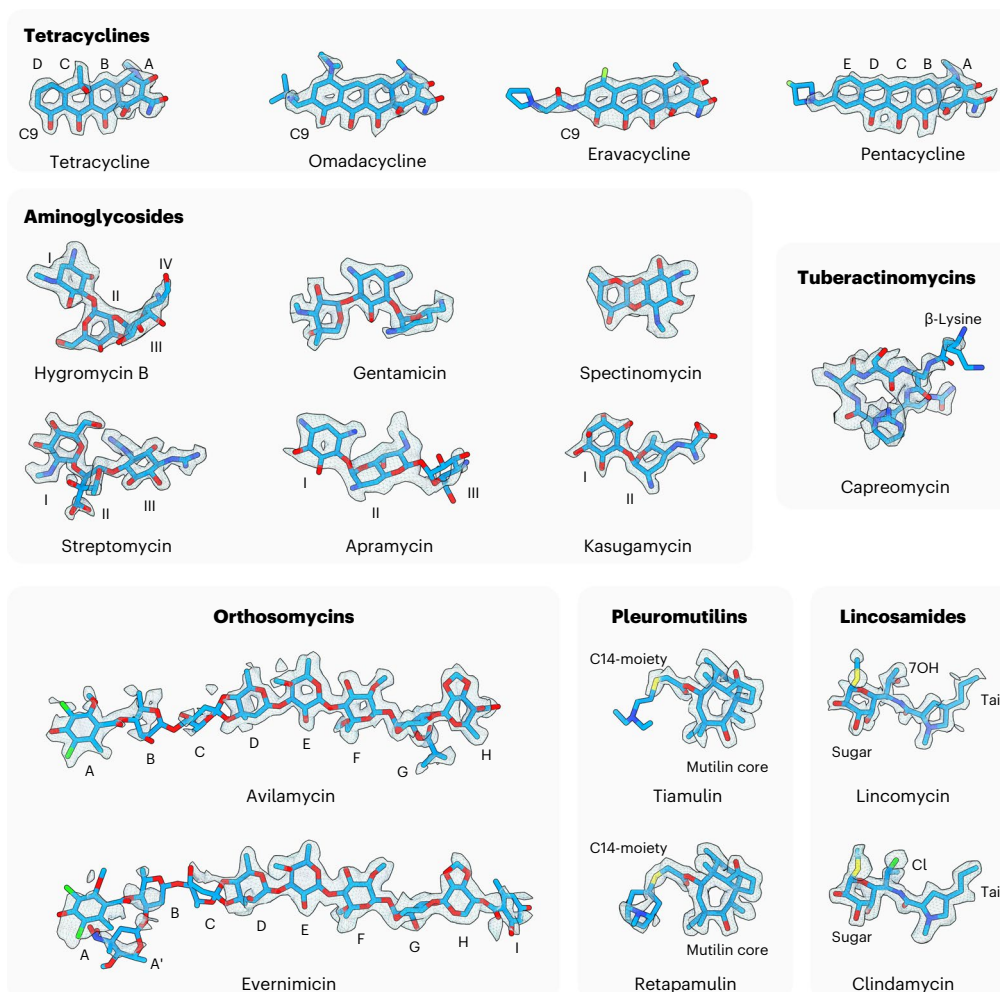 Tetracyclines
D C B A
C9
Tetracycline
C9
Omadacycline
C9
Eravacycline
E D C B A
Pentacycline
Aminoglycosides
I
II
III
IV
Hygromycin B
Gentamicin
Spectinomycin
I
II
III
Streptomycin
I
II
III
Apramycin
I
II
Kasugamycin
Tuberactinomycins
β-Lysine
Capreomycin
Orthosomycins
A B C D E F G H
Avilamycin
A A' B C D E F G H I
Evernimicin
Pleuromutilins
C14-moiety
Mutilin core
Tiamulin
C14-moiety
Mutilin core
Retapamulin
Lincosamides
7OH
Tai
Sugar
Lincomycin
Cl
Tai
Sugar
Clindamycin